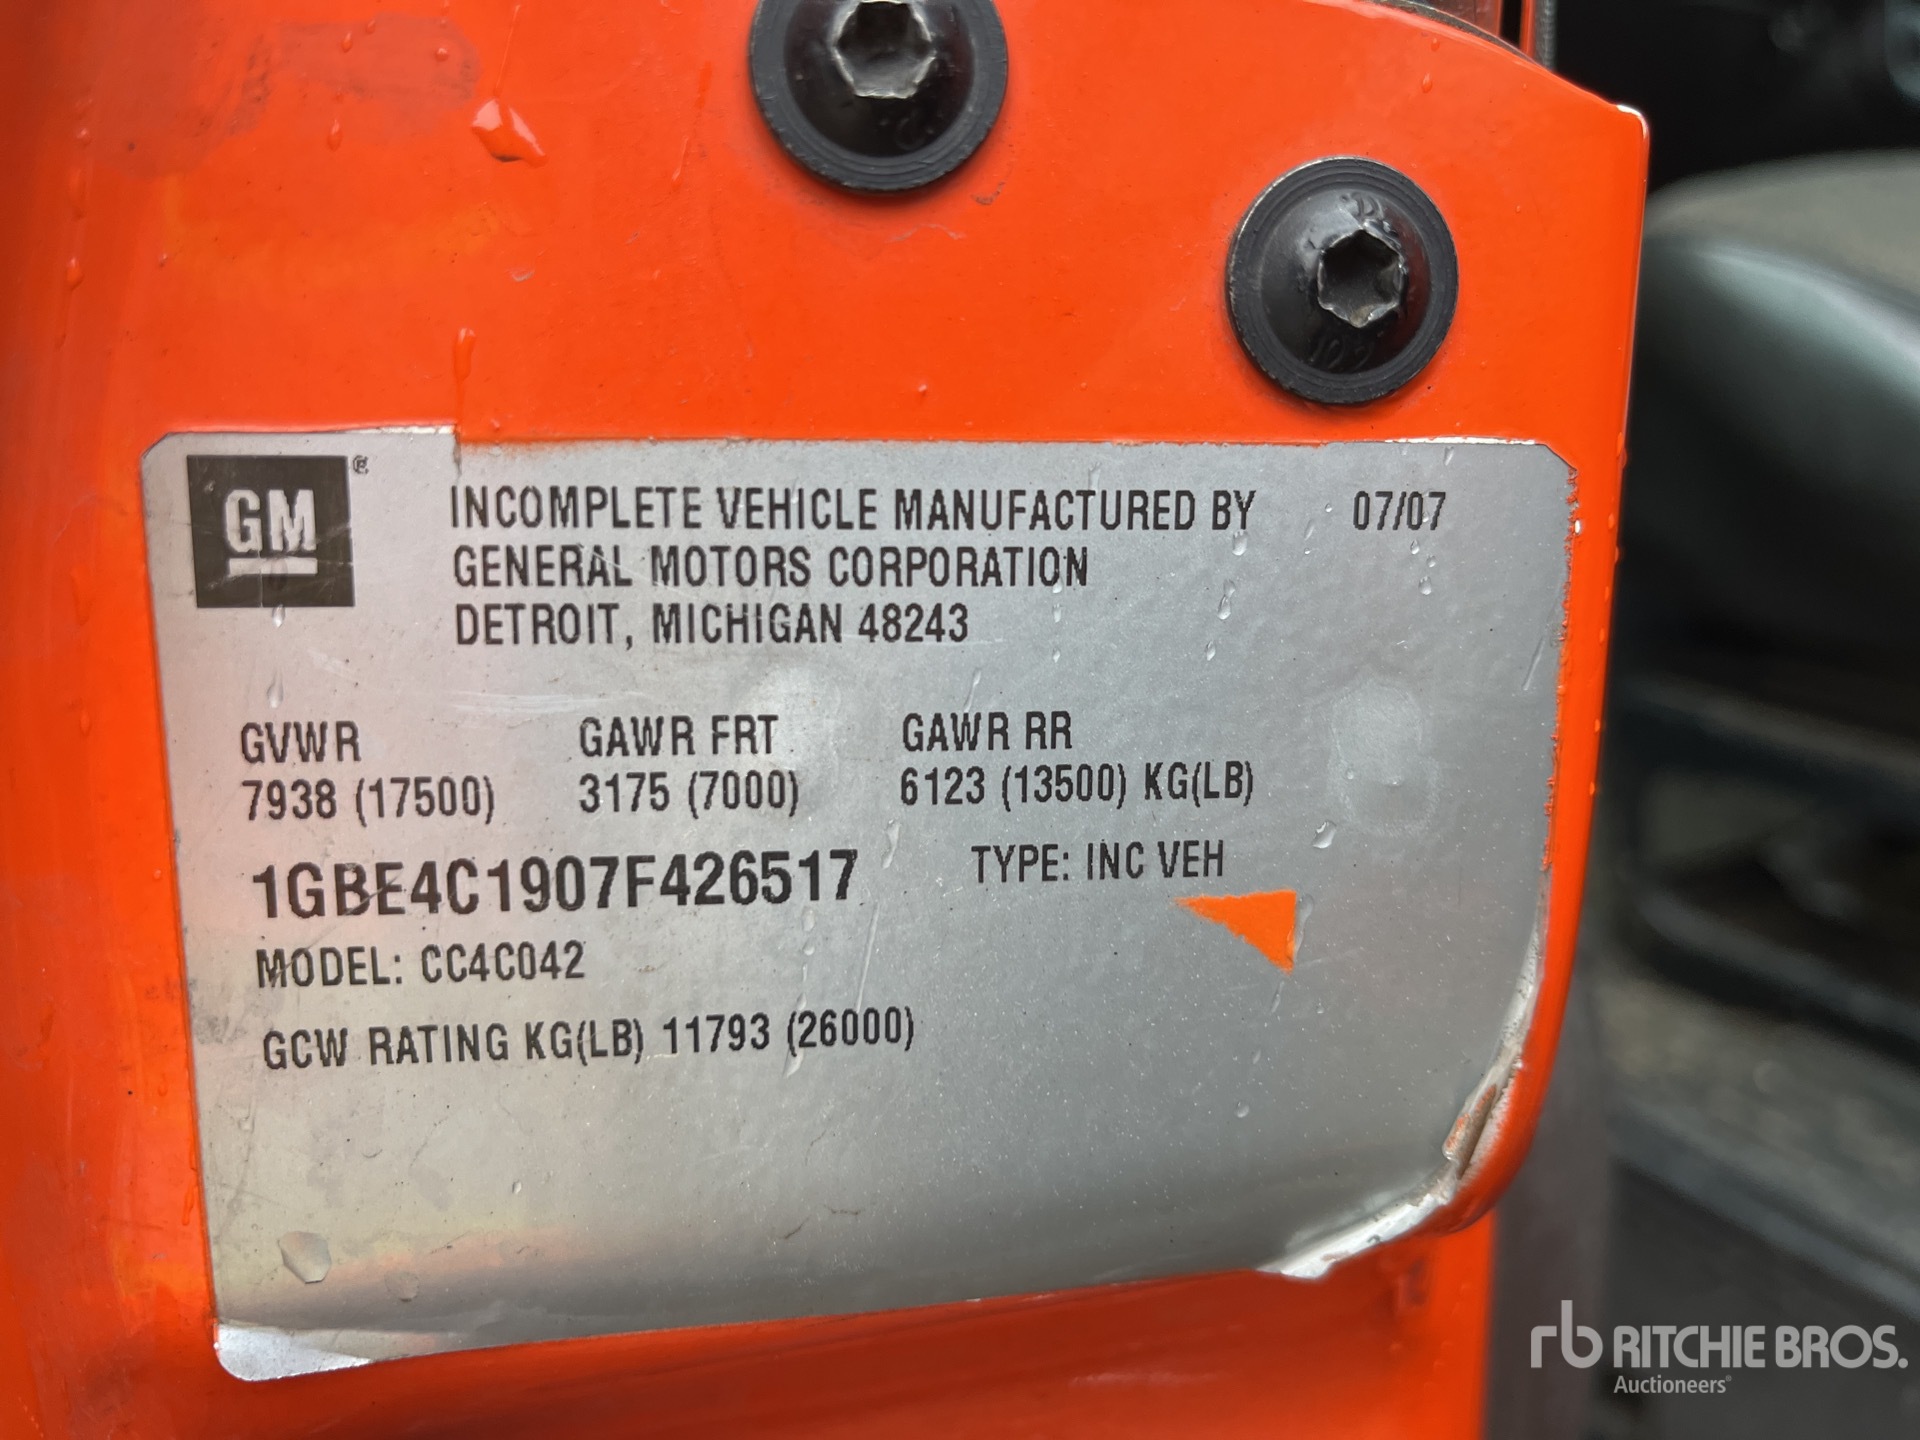 GM®
INCOMPLETE VEHICLE MANUFACTURED BY 07/07
GENERAL MOTORS CORPORATION
DETROIT, MICHIGAN 48243
GVWR GAWR FRT GAWR RR
7938 (17500) 3175 (7000) 6123 (13500) KG(LB)
1GBE4C1907F426517 TYPE: INC VEH
MODEL: CC4C042
GCW RATING KG(LB) 11793 (26000)
rb RITCHIE BROS.
Auctioneers®